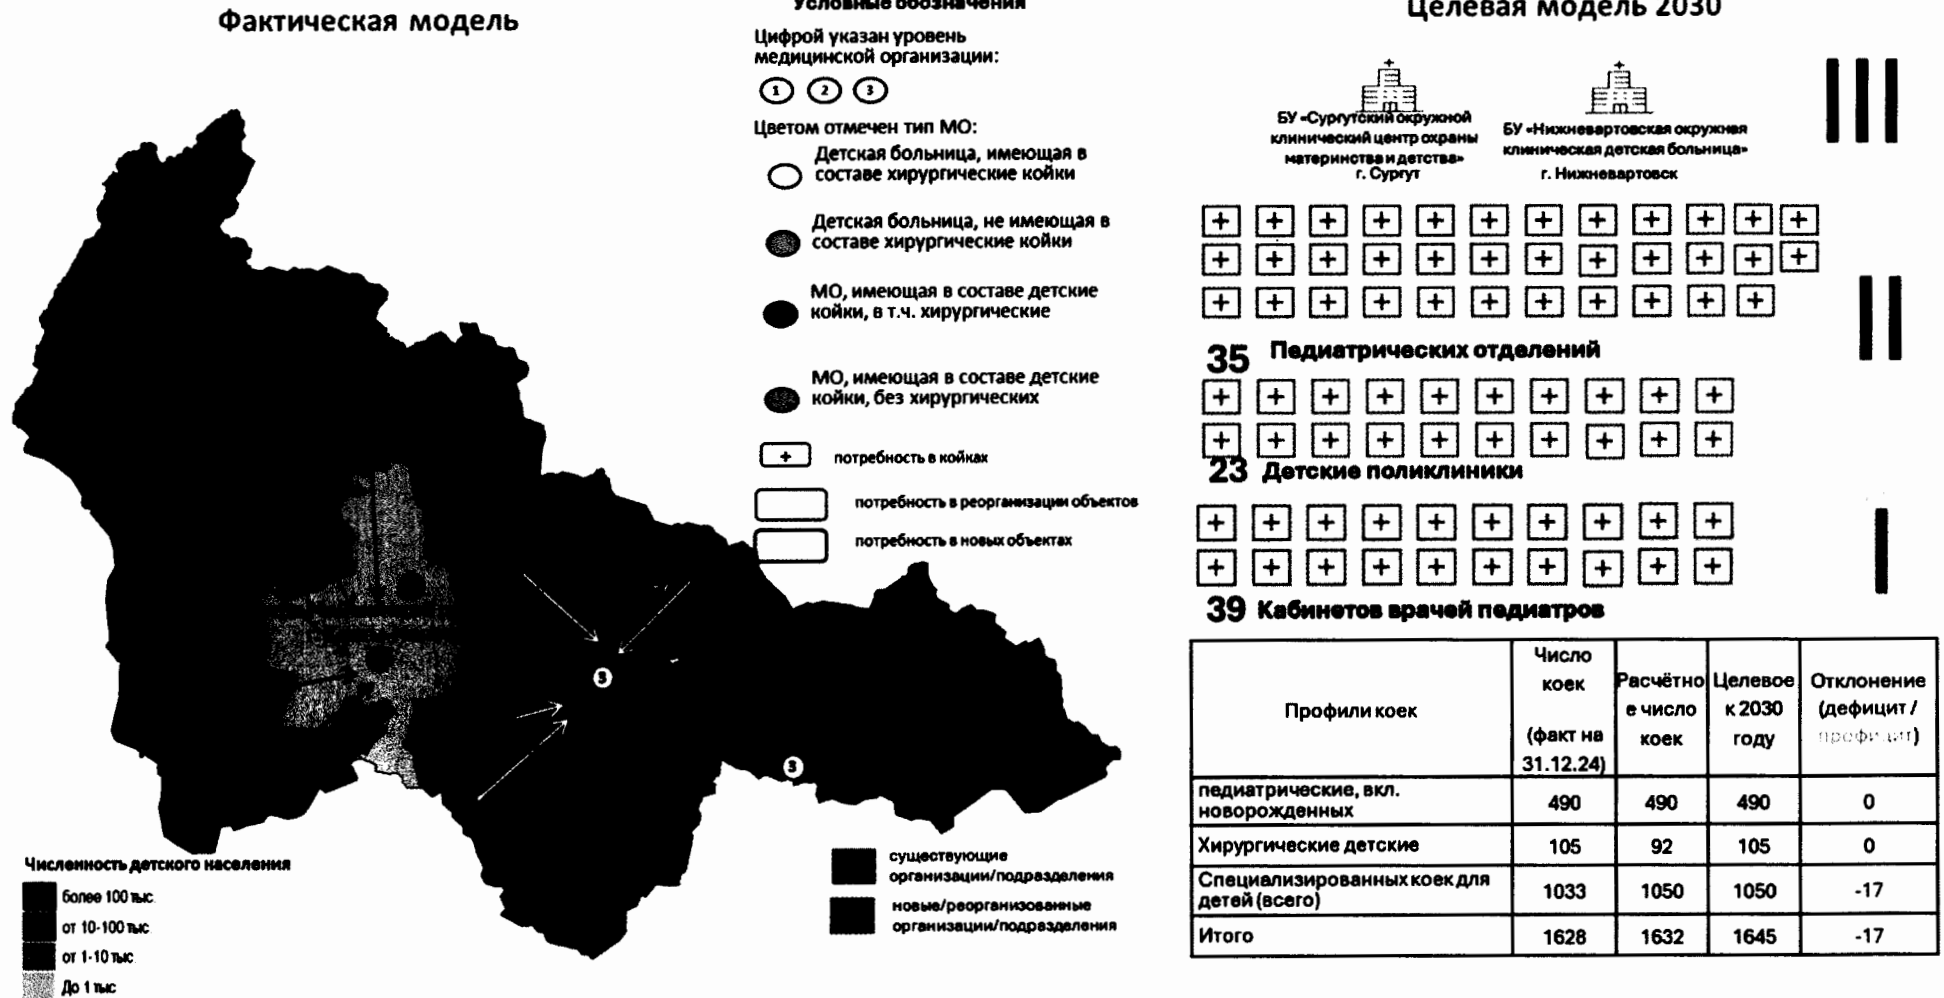 Фактическая модель
Условные обозначения
Цифрой указан уровень
медицинской организации:
1 2 3
Цветом отмечен тип МО:
Детская больница, имеющая в
составе хирургические койки
Детская больница, не имеющая в
составе хирургические койки
МО, имеющая в составе детские
койки, в т.ч. хирургические
МО, имеющая в составе детские
койки, без хирургических
потребность в койках
потребность в реорганизации объектов
потребность в новых объектах
3
3
Численность детского населения
более 100 тыс.
от 10-100 тыс
от 1-10 тыс
До 1 тыс
существующие
организации/подразделения
новые/реорганизованные
организации/подразделения
Целевая модель 2030
БУ «Сургутский окружной
клинический центр охраны
материнства и детства»
г. Сургут
БУ «Нижневартовская окружная
клиническая детская больница»
г. Нижневартовск
III
35 Педиатрических отделений
II
23 Детские поликлиники
I
39 Кабинетов врачей педиатров
Профили коек
Число
коек
(факт на
31.12.24)
Расчётно
е число
коек
Целевое
к 2030
году
Отклонение
(дефицит /
профицит)
педиатрические, вкл.
новорожденных
490 490 490 0
Хирургические детские 105 92 105 0
Специализированных коек для
детей (всего)
1033 1050 1050 -17
Итого 1628 1632 1645 -17